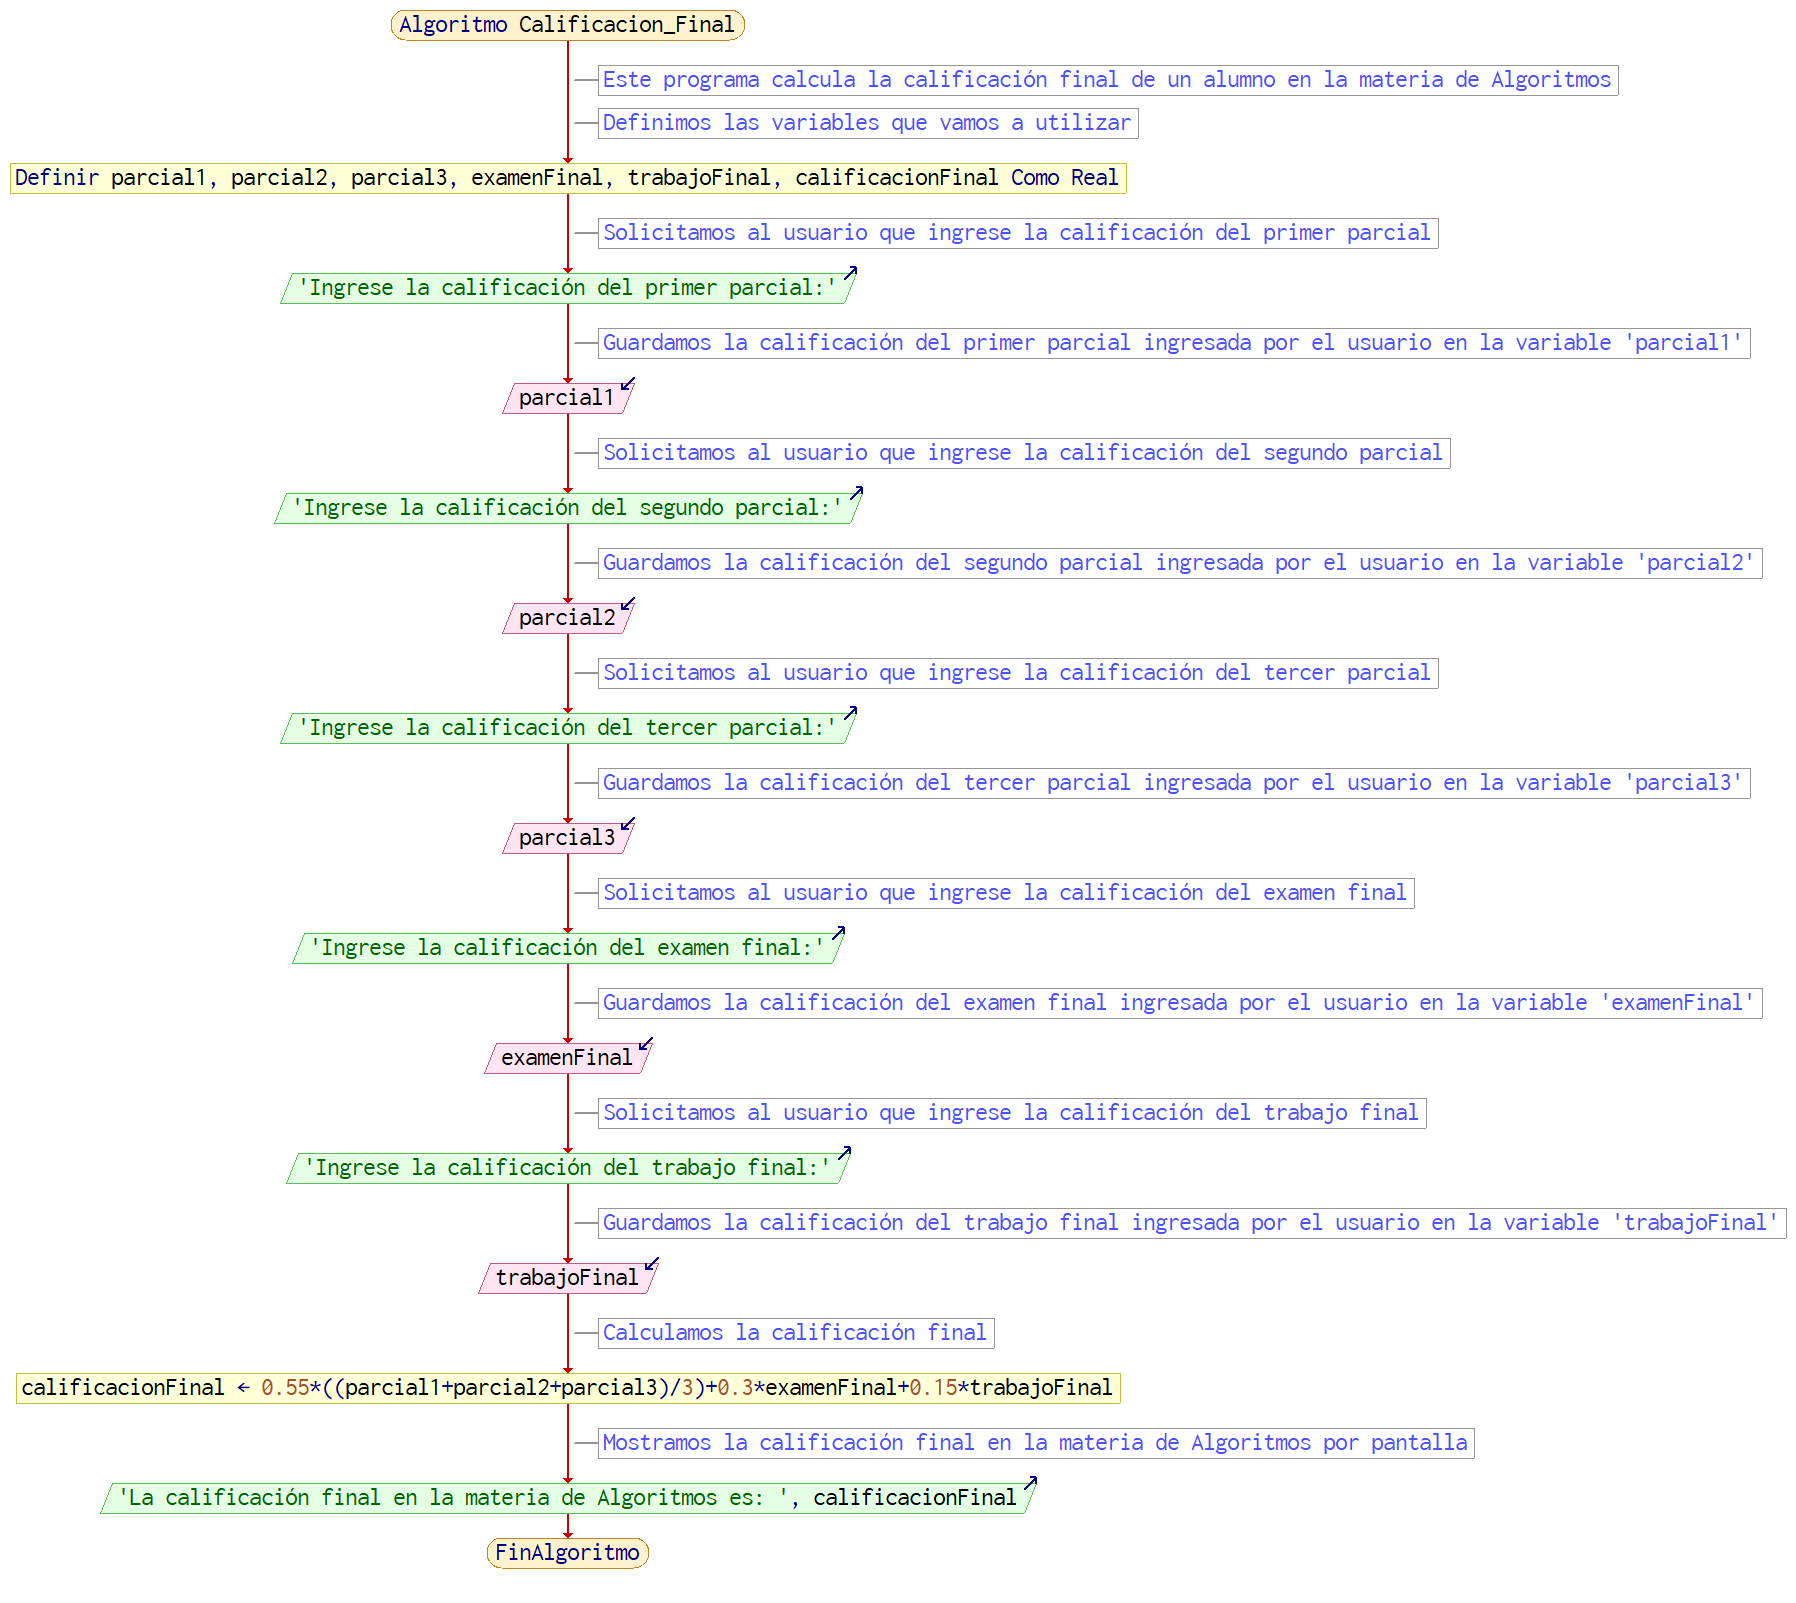 Algoritmo Calificacion_Final
Este programa calcula la calificación final de un alumno en la materia de Algoritmos
Definimos las variables que vamos a utilizar
Definir parcial1, parcial2, parcial3, examenFinal, trabajoFinal, calificacionFinal Como Real
Solicitamos al usuario que ingrese la calificación del primer parcial
'Ingrese la calificación del primer parcial:'
Guardamos la calificación del primer parcial ingresada por el usuario en la variable 'parcial1'
parcial1
Solicitamos al usuario que ingrese la calificación del segundo parcial
'Ingrese la calificación del segundo parcial:'
Guardamos la calificación del segundo parcial ingresada por el usuario en la variable 'parcial2'
parcial2
Solicitamos al usuario que ingrese la calificación del tercer parcial
'Ingrese la calificación del tercer parcial:'
Guardamos la calificación del tercer parcial ingresada por el usuario en la variable 'parcial3'
parcial3
Solicitamos al usuario que ingrese la calificación del examen final
'Ingrese la calificación del examen final:'
Guardamos la calificación del examen final ingresada por el usuario en la variable 'examenFinal'
examenFinal
Solicitamos al usuario que ingrese la calificación del trabajo final
'Ingrese la calificación del trabajo final:'
Guardamos la calificación del trabajo final ingresada por el usuario en la variable 'trabajoFinal'
trabajoFinal
Calculamos la calificación final
calificacionFinal ← 0.55*((parcial1+parcial2+parcial3)/3)+0.3*examenFinal+0.15*trabajoFinal
Mostramos la calificación final en la materia de Algoritmos por pantalla
'La calificación final en la materia de Algoritmos es: ', calificacionFinal
FinAlgoritmo